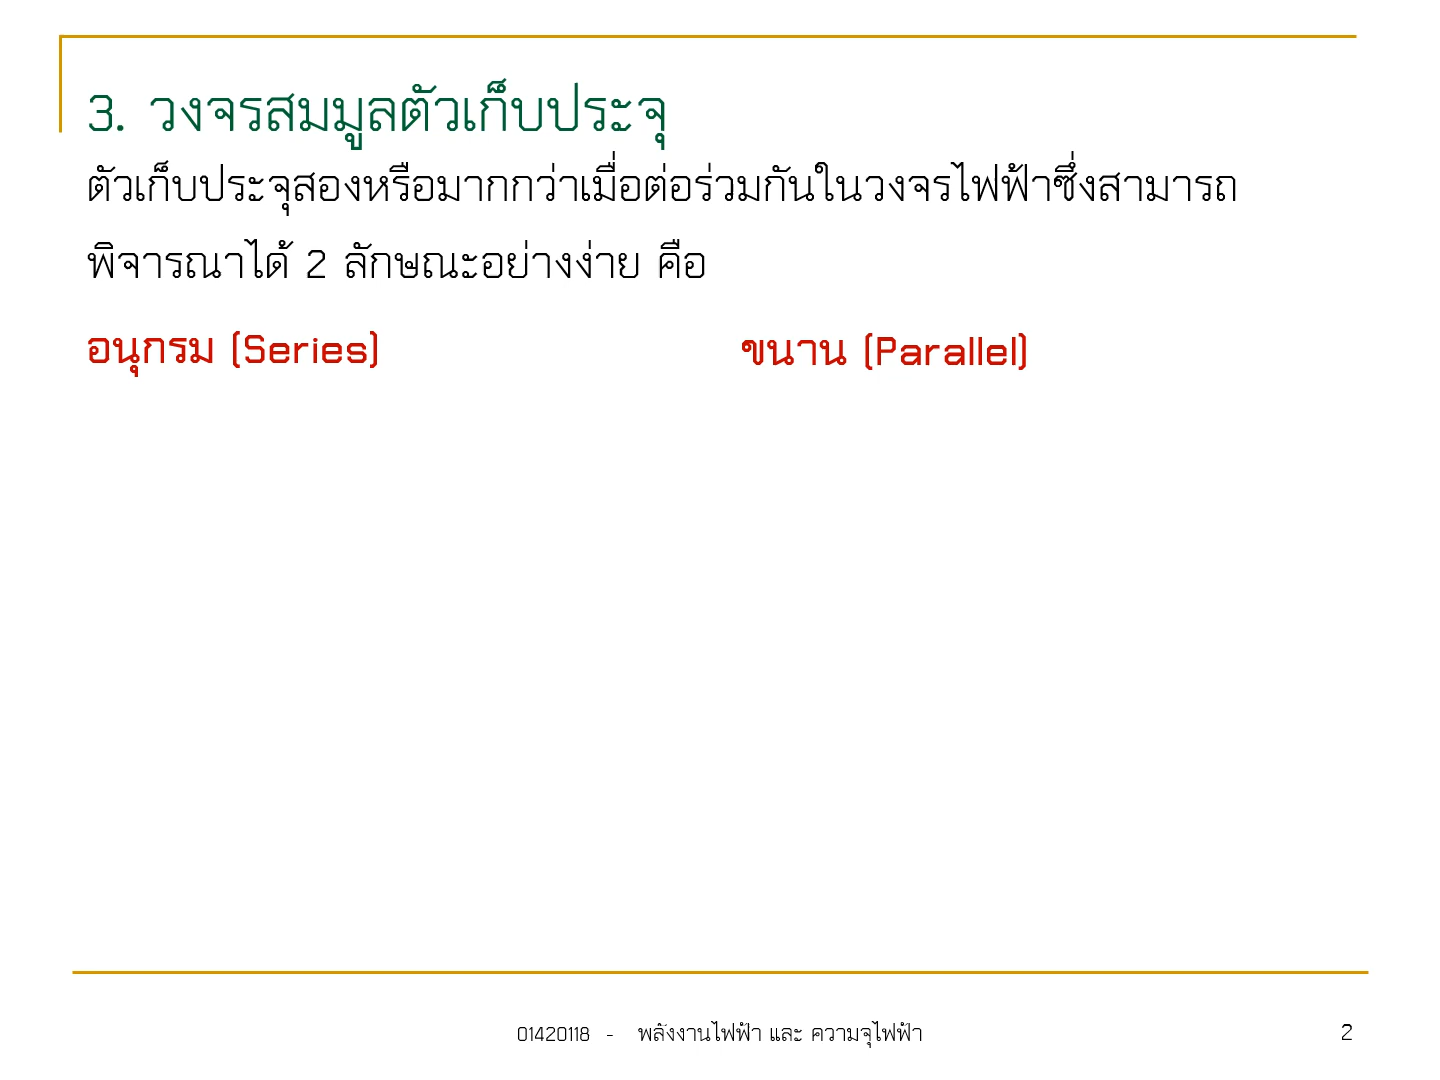 3. วงจรสมมูลตัวเก็บประจุ
ตัวเก็บประจุสองหรือมากกว่าเมื่อต่อร่วมกันในวงจรไฟฟ้าซึ่งสามารถ
พิจารณาได้ 2 ลักษณะอย่างง่าย คือ
อนุกรม (Series)
ขนาน (Parallel)
01420118 - พลังงานไฟฟ้า และ ความจุไฟฟ้า
2